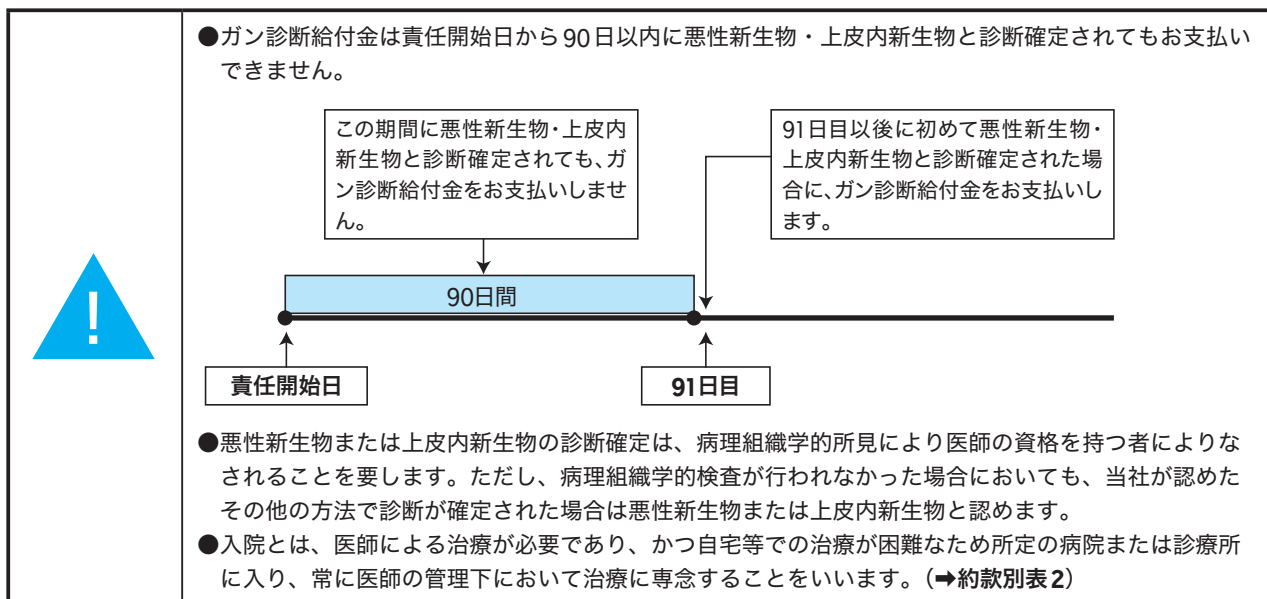 ●ガン診断給付金は責任開始日から90日以内に悪性新生物・上皮内新生物と診断確定されてもお支払い
できません。
この期間に悪性新生物・上皮内
新生物と診断確定されても、ガ
ン診断給付金をお支払いしませ
ん。
91日目以後に初めて悪性新生物・
上皮内新生物と診断確定された場
合に、ガン診断給付金をお支払いし
ます。
!
90日間
責任開始日
91日目
●悪性新生物または上皮内新生物の診断確定は、病理組織学的所見により医師の資格を持つ者によりな
されることを要します。ただし、病理組織学的検査が行われなかった場合においても、当社が認めた
その他の方法で診断が確定された場合は悪性新生物または上皮内新生物と認めます。
●入院とは、医師による治療が必要であり、かつ自宅等での治療が困難なため所定の病院または診療所
に入り、常に医師の管理下において治療に専念することをいいます。(➡約款別表2)